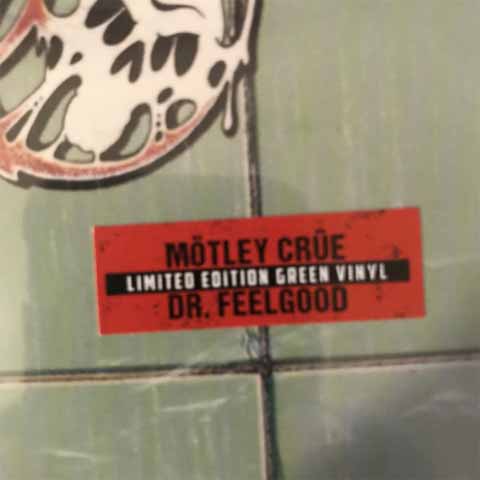 MÖTLEY CRÜE
LIMITED EDITION GREEN VINYL
DR. FEELGOOD